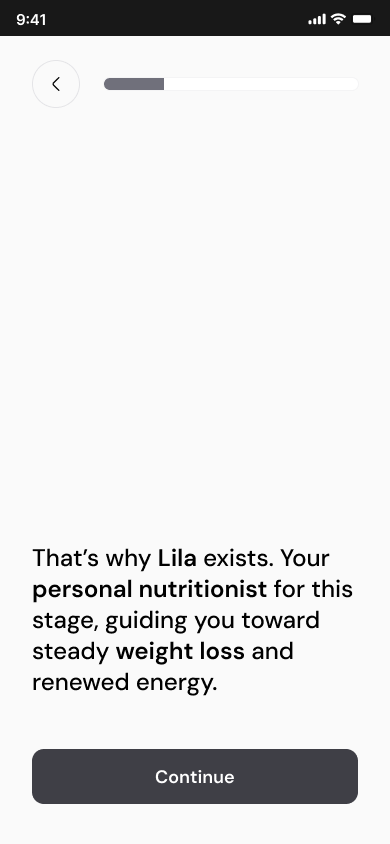 9:41
That’s why Lila exists. Your
personal nutritionist for this
stage, guiding you toward
steady weight loss and
renewed energy.
Continue